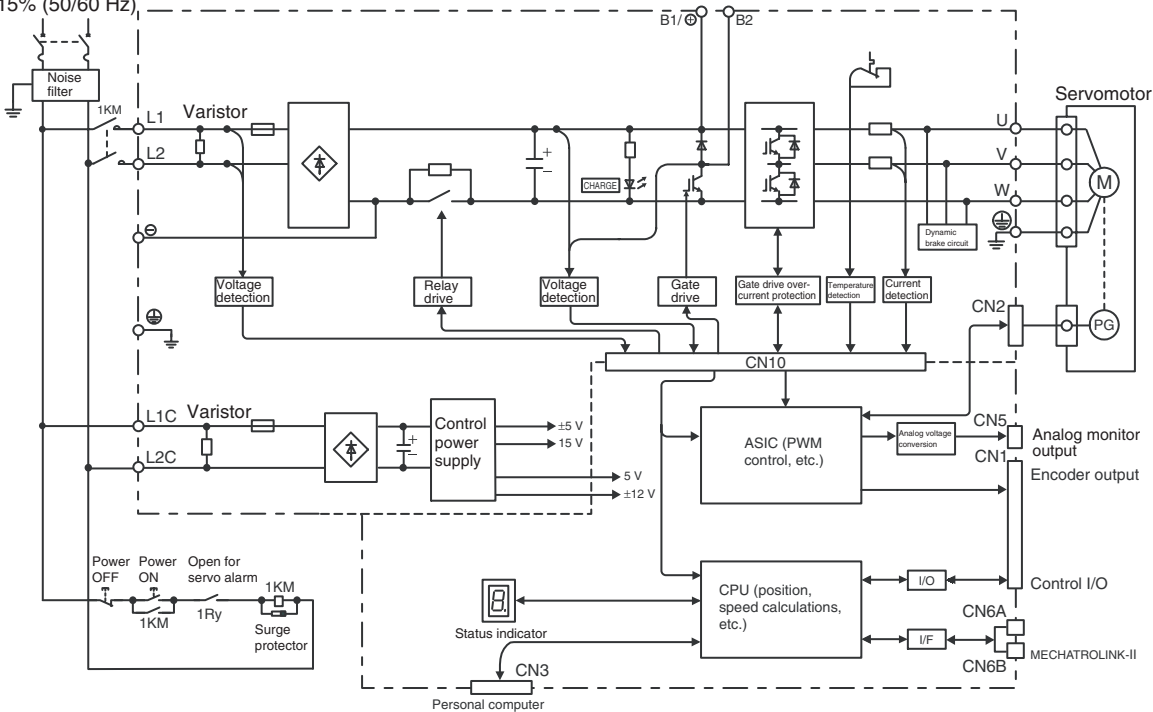 15% (50/60 Hz)
B1/⊕
B2
Noise
filter
1KM
L1
Varistor
L2
Servomotor
U
V
W
M
+
–
CHARGE
⊖
Dynamic
brake circuit
Voltage
detection
Relay
drive
Voltage
detection
Gate
drive
Gate drive over-
current protection
Temperature
detection
Current
detection
CN2
PG
CN10
L1C
Varistor
L2C
+
–
Control
power
supply
±5 V
15 V
5 V
±12 V
ASIC (PWM
control, etc.)
Analog voltage
conversion
CN5
Analog monitor
output
CN1
Encoder output
Power
OFF
Power
ON
Open for
servo alarm
1KM
1KM
1Ry
Surge
protector
8.
Status indicator
CPU (position,
speed calculations,
etc.)
I/O
Control I/O
CN6A
I/F
MECHATROLINK-II
CN6B
CN3
Personal computer